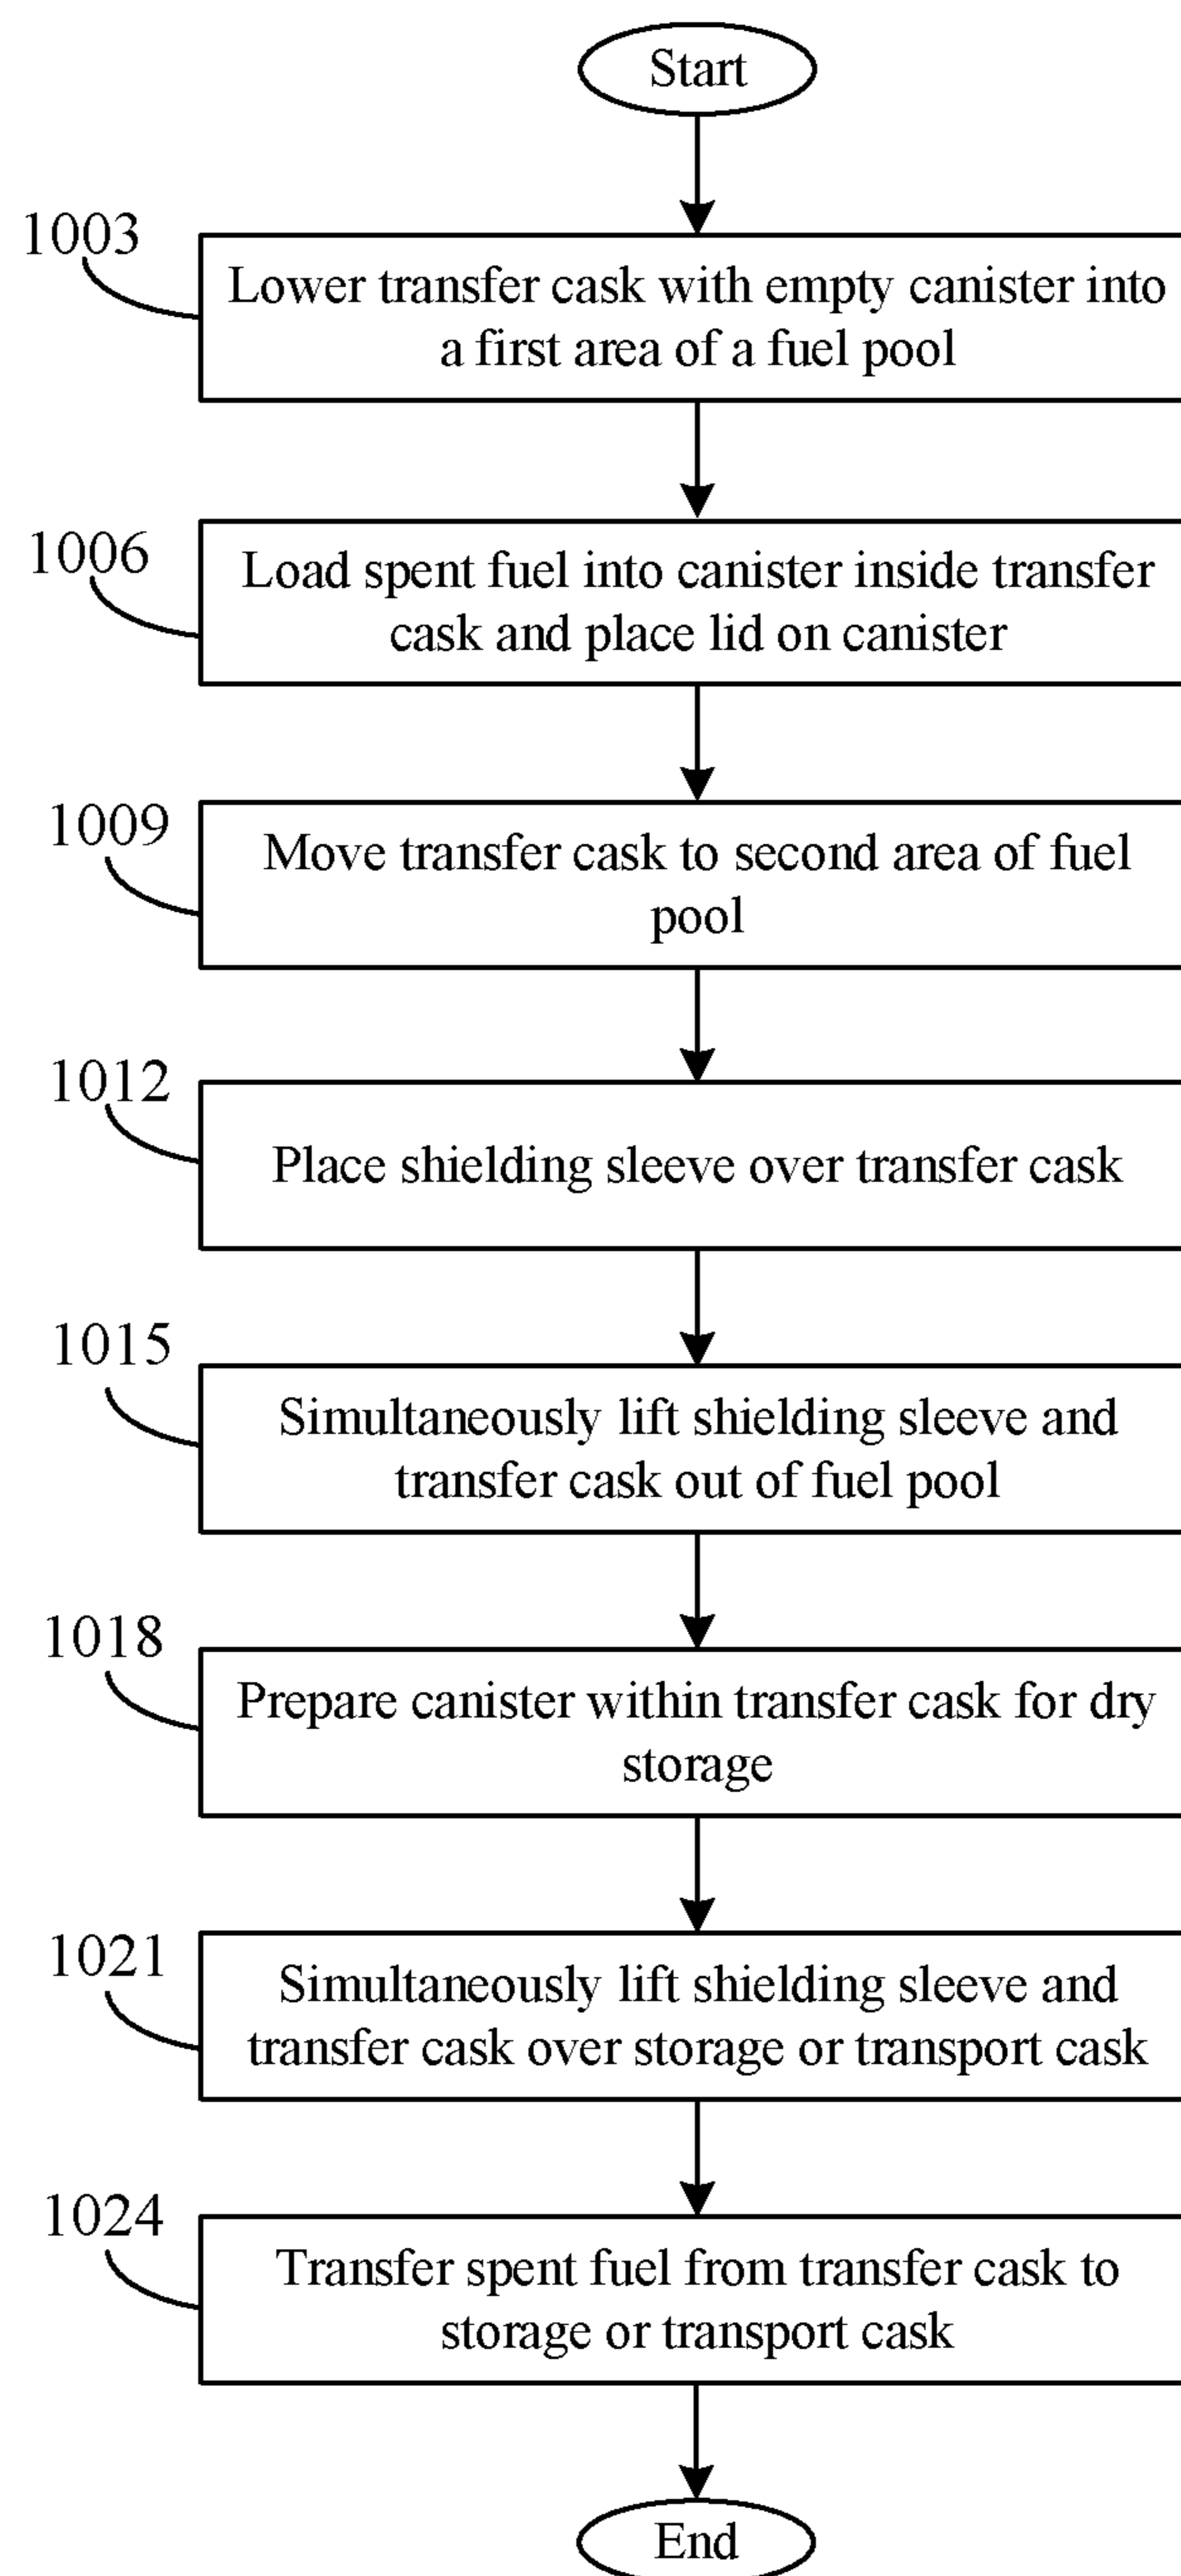 Start
1003
Lower transfer cask with empty canister into
a first area of a fuel pool
1006
Load spent fuel into canister inside transfer
cask and place lid on canister
1009
Move transfer cask to second area of fuel
pool
1012
Place shielding sleeve over transfer cask
1015
Simultaneously lift shielding sleeve and
transfer cask out of fuel pool
1018
Prepare canister within transfer cask for dry
storage
1021
Simultaneously lift shielding sleeve and
transfer cask over storage or transport cask
1024
Transfer spent fuel from transfer cask to
storage or transport cask
End